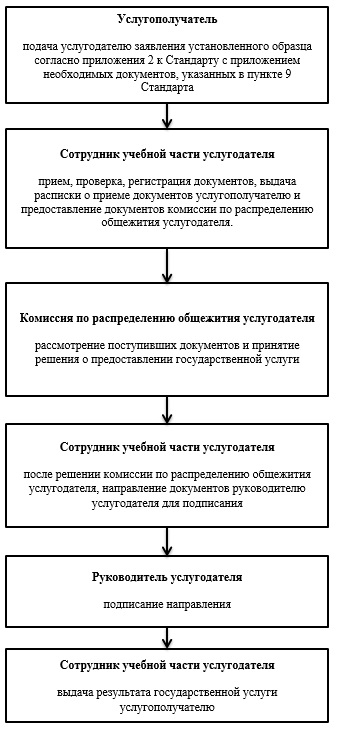 Услугополучатель
подача услугодателю заявления установленного образца
согласно приложения 2 к Стандарту с приложением
необходимых документов, указанных в пункте 9
Стандарта
Сотрудник учебной части услугодателя
прием, проверка, регистрация документов, выдача
расписки о приеме документов услугополучателю и
предоставление документов комиссии по распределению
общежития услугодателя.
Комиссия по распределению общежития услугодателя
рассмотрение поступивших документов и принятие
решения о предоставлении государственной услуги
Сотрудник учебной части услугодателя
после решении комиссии по распределению общежития
услугодателя, направление документов руководителю
услугодателя для подписания
Руководитель услугодателя
подписание направления
Сотрудник учебной части услугодателя
выдача результата государственной услуги
услугополучателю